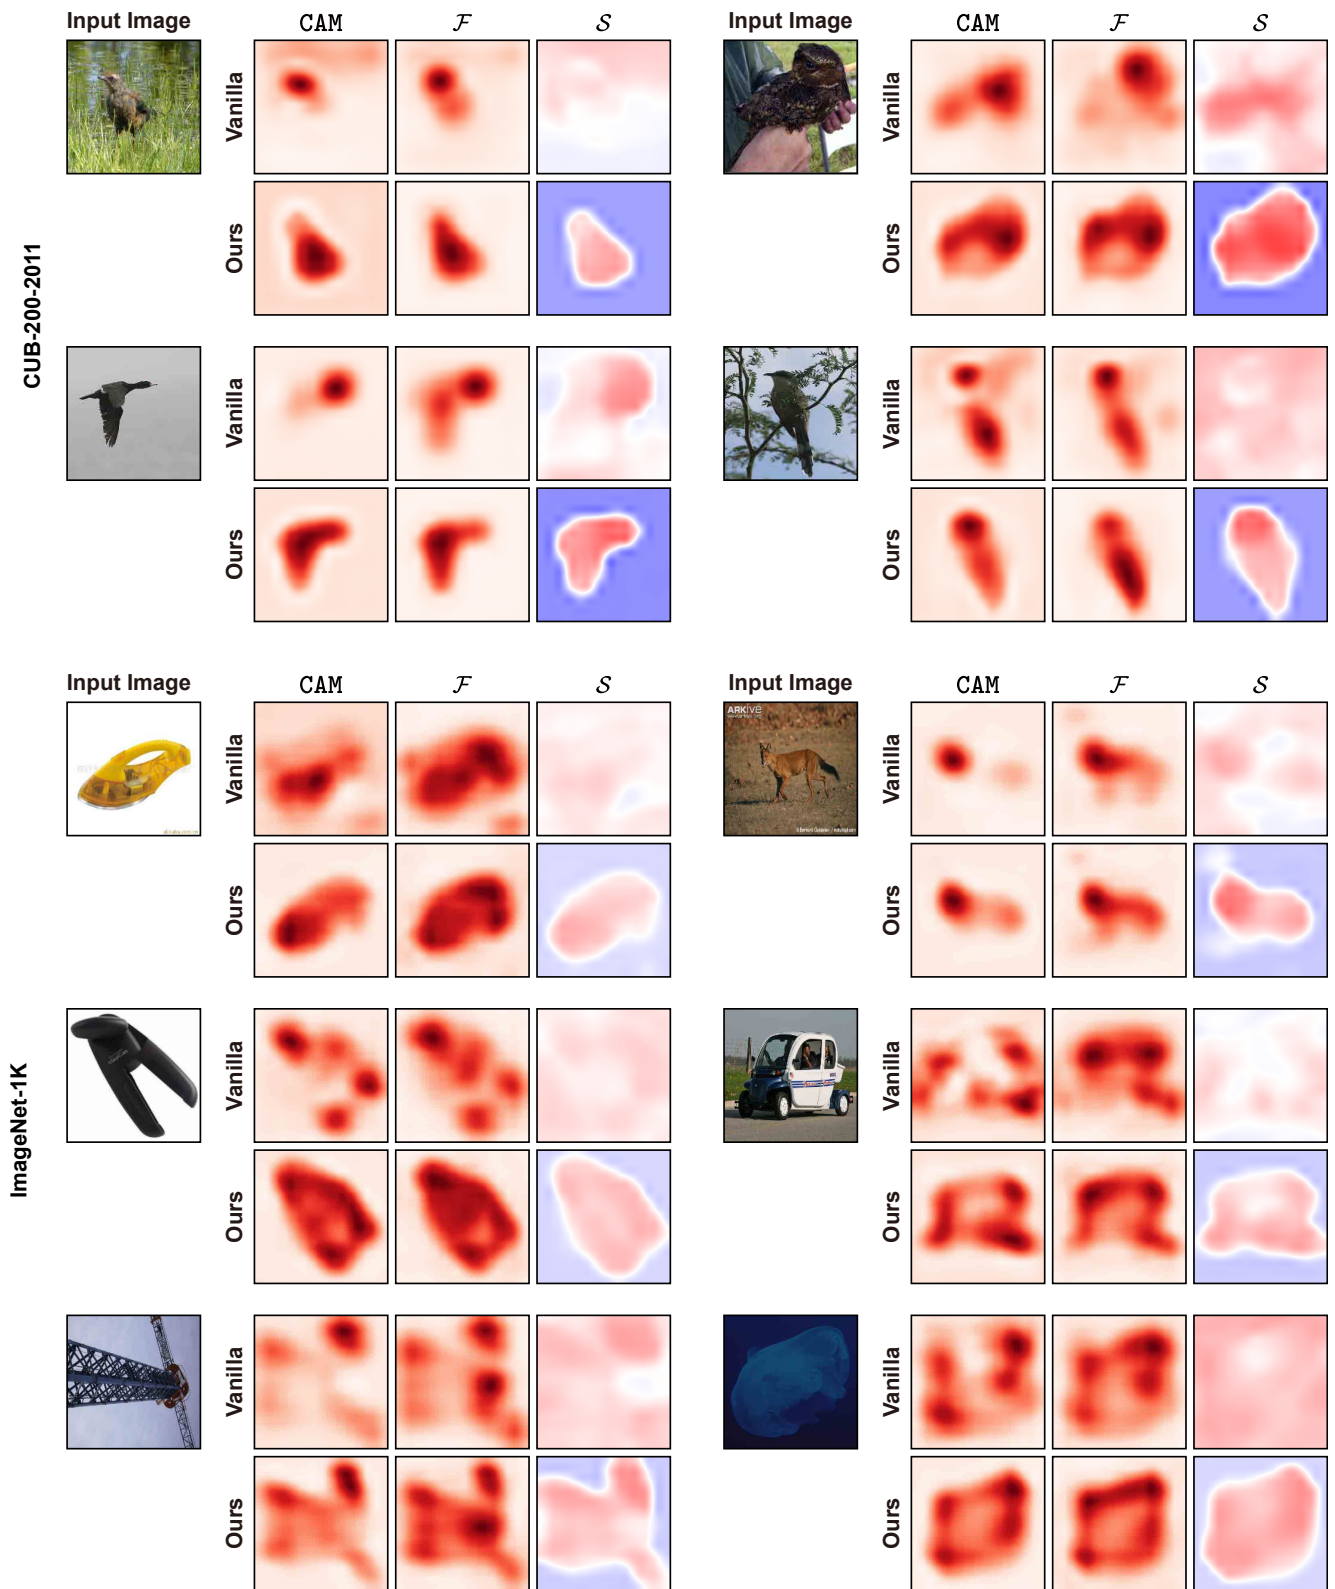 Input Image CAM ℱ 𝒮 Input Image CAM ℱ 𝒮
CUB-200-2011
Vanilla Vanilla
Ours Ours
Vanilla Vanilla
Ours Ours
Input Image CAM ℱ 𝒮 Input Image CAM ℱ 𝒮
ImageNet-1K
ARKIVE
Vanilla Vanilla
Ours Ours
Vanilla Vanilla
Ours Ours
Vanilla Vanilla
Ours Ours